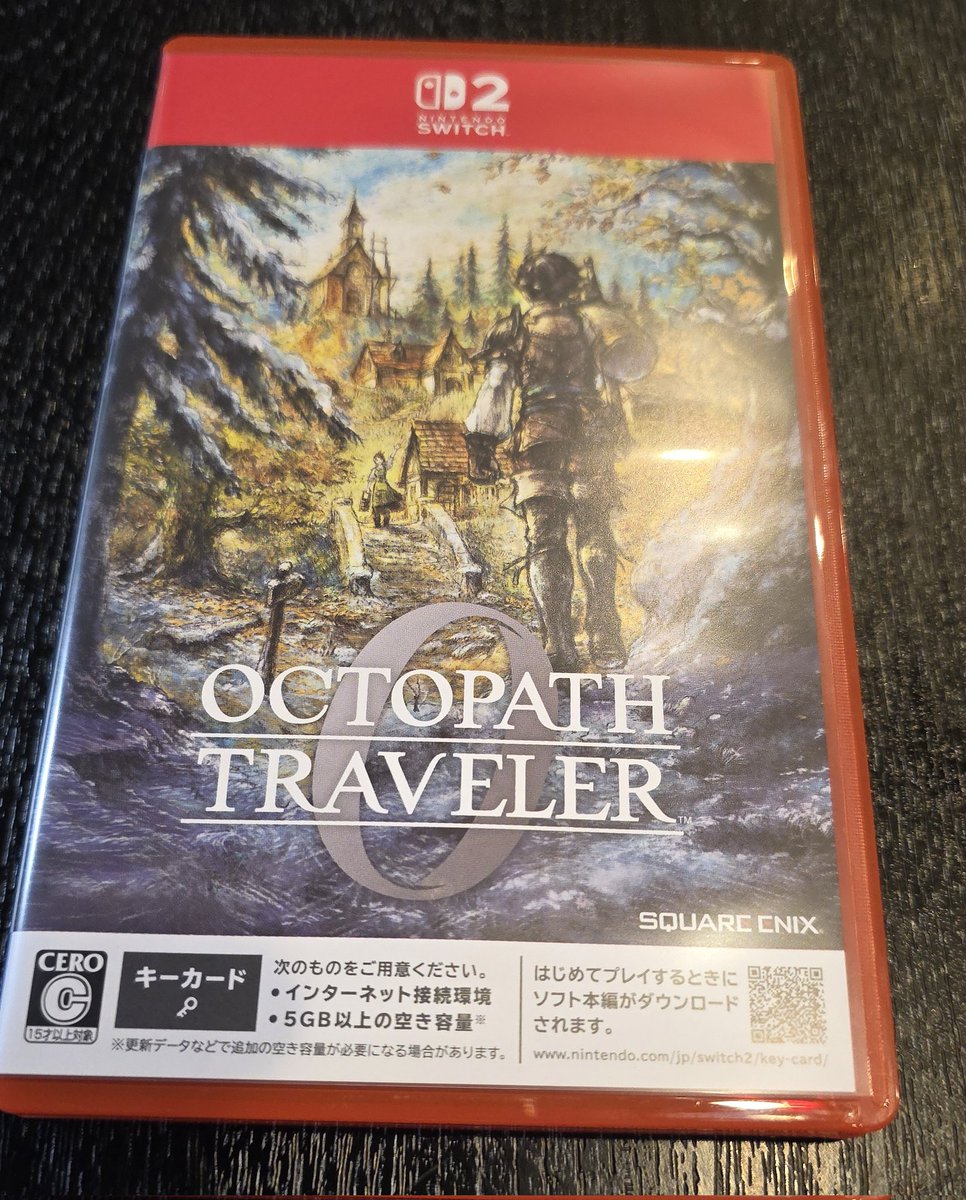 2
NINTENDO
SWITCH™
0
OCTOPATH
TRAVELER™
SQUARE ENIX
CERO
C
15才以上対象
キーカード
次のものをご用意ください。
•インターネット接続環境
•5GB以上の空き容量※
※更新データなどで追加の空き容量が必要になる場合があります。
はじめてプレイするときに
ソフト本編がダウンロード
されます。
www.nintendo.com/jp/switch2/key-card/